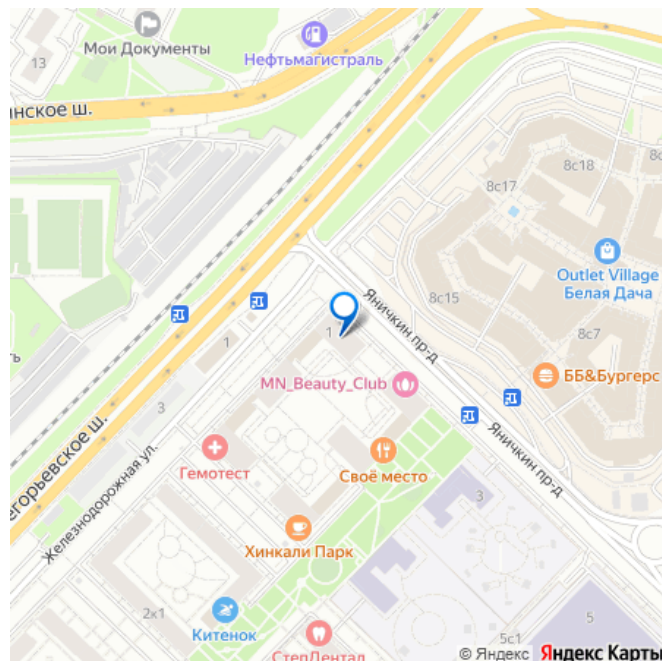 Мои Документы
13
Нефтьмагистраль
нское ш.
8с18
8с17
Outlet Village
Белая Дача
8с15
Яничкин пр-д
8с7
1
1
ББ&Бургерс
MN_Beauty_Club
3
Гемотест
Своё место
Яничкин пр-д
егорьевское ш.
Железнодорожная ул.
3
Хинкали Парк
2к1
Китенок
СтепДентал
5
5с1
© Яндекс Яндекс Карты